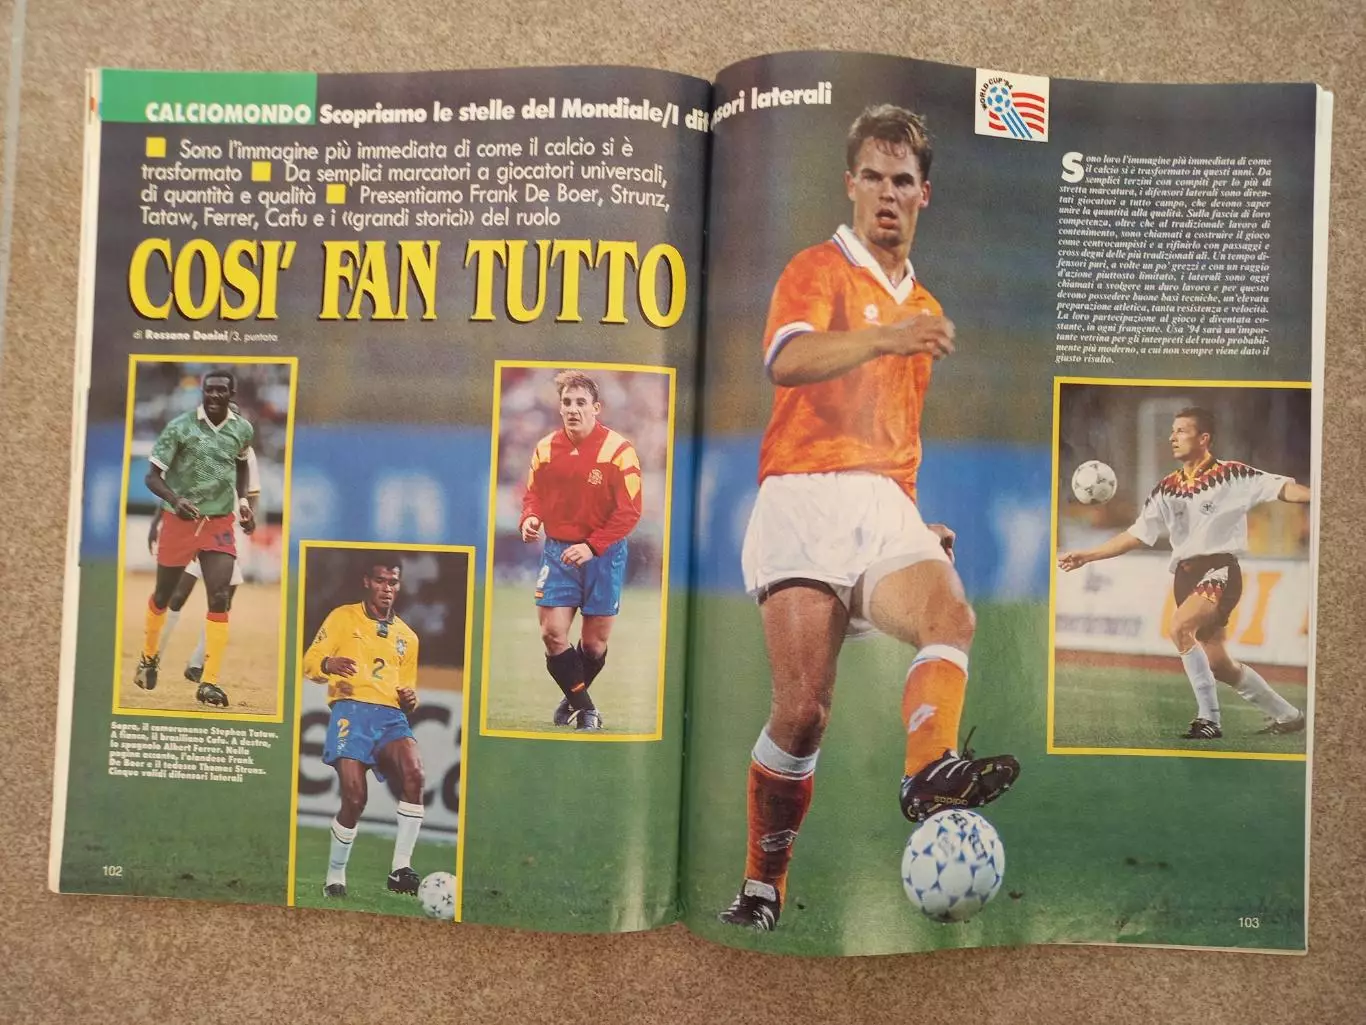 CALCIOMONDO Scopriamo le stelle del Mondiale/I difensori laterali
Sono l'immagine più immediata di come il calcio si è
trasformato Da semplici marcatori a giocatori universali,
di quantità e qualità Presentiamo Frank De Boer, Strunz,
Tataw, Ferrer, Cafu e i «grandi storici» del ruolo
COSI' FAN TUTTO
di Rossano Donini/3. puntata
Sopra, il camerunense Stephen Tataw.
A fianco, il brasiliano Cafu. A destra,
lo spagnolo Albert Ferrer. Nella
pagina accanto, l'olandese Frank
De Boer e il tedesco Thomas Strunz.
Cinque validi difensori laterali
2
2
102
WORLD CUP '94
Sono loro l'immagine più immediata di come
il calcio si è trasformato in questi anni. Da
semplici terzini con compiti per lo più di
stretta marcatura, i difensori laterali sono diven-
tati giocatori a tutto campo, che devono saper
unire la quantità alla qualità. Sulla fascia di loro
competenza, oltre che al tradizionale lavoro di
contenimento, sono chiamati a costruire il gioco
come centrocampisti e a rifinirlo con passaggi e
cross degni delle più tradizionali ali. Un tempo di-
fensori puri, a volte un po' grezzi e con un raggio
d'azione piuttosto limitato, i laterali sono oggi
chiamati a svolgere un duro lavoro e per questo
devono possedere buone basi tecniche, un'elevata
preparazione atletica, tanta resistenza e velocità.
La loro partecipazione al gioco è diventata co-
stante, in ogni frangente. Usa '94 sarà un'impor-
tante vetrina per gli interpreti del ruolo probabil-
mente più moderno, a cui non sempre viene dato il
giusto risalto.
adidas
SELECT
103